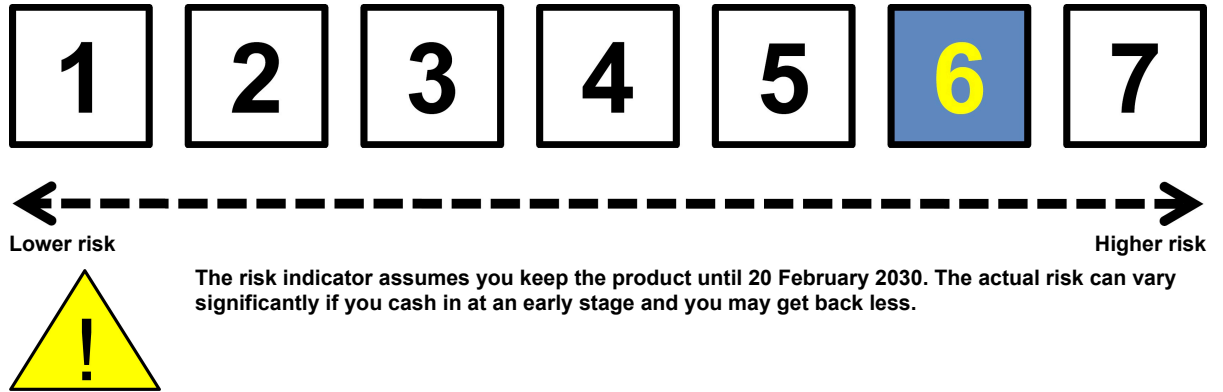 1 2 3 4 5 6 7
Lower risk Higher risk
The risk indicator assumes you keep the product until 20 February 2030. The actual risk can vary
significantly if you cash in at an early stage and you may get back less.
!